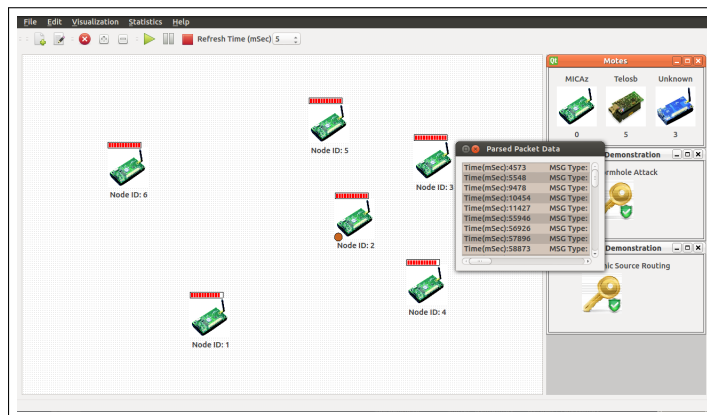 File Edit Visualization Statistics Help
Refresh Time (mSec) 5
Qt Motes
MICAz Telosb Unknown
0 5 3
Node ID: 5
Node ID: 6
Node ID: 3
Node ID: 2
Node ID: 4
Node ID: 1
Parsed Packet Data
Time(mSec):4573 MSG Type:
Time(mSec):5548 MSG Type:
Time(mSec):9478 MSG Type:
Time(mSec):10454 MSG Type:
Time(mSec):11427 MSG Type:
Time(mSec):55946 MSG Type:
Time(mSec):56926 MSG Type:
Time(mSec):57896 MSG Type:
Time(mSec):58873 MSG Type:
Demonstration
Attack
Demonstration
Source Routing